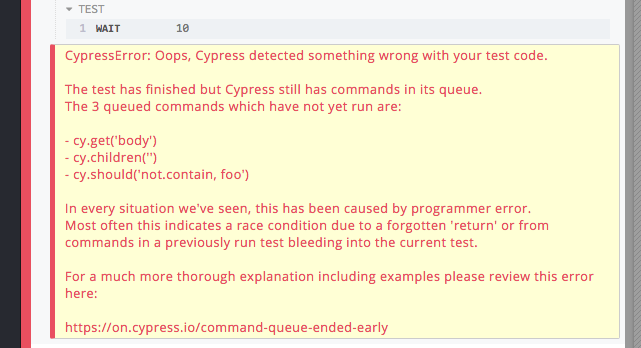 TEST
1 WAIT 10
CypressError: Oops, Cypress detected something wrong with your test code.
The test has finished but Cypress still has commands in its queue.
The 3 queued commands which have not yet run are:
- cy.get('body')
- cy.children('')
- cy.should('not.contain, foo')
In every situation we've seen, this has been caused by programmer error.
Most often this indicates a race condition due to a forgotten 'return' or from
commands in a previously run test bleeding into the current test.
For a much more thorough explanation including examples please review this error
here:
https://on.cypress.io/command-queue-ended-early